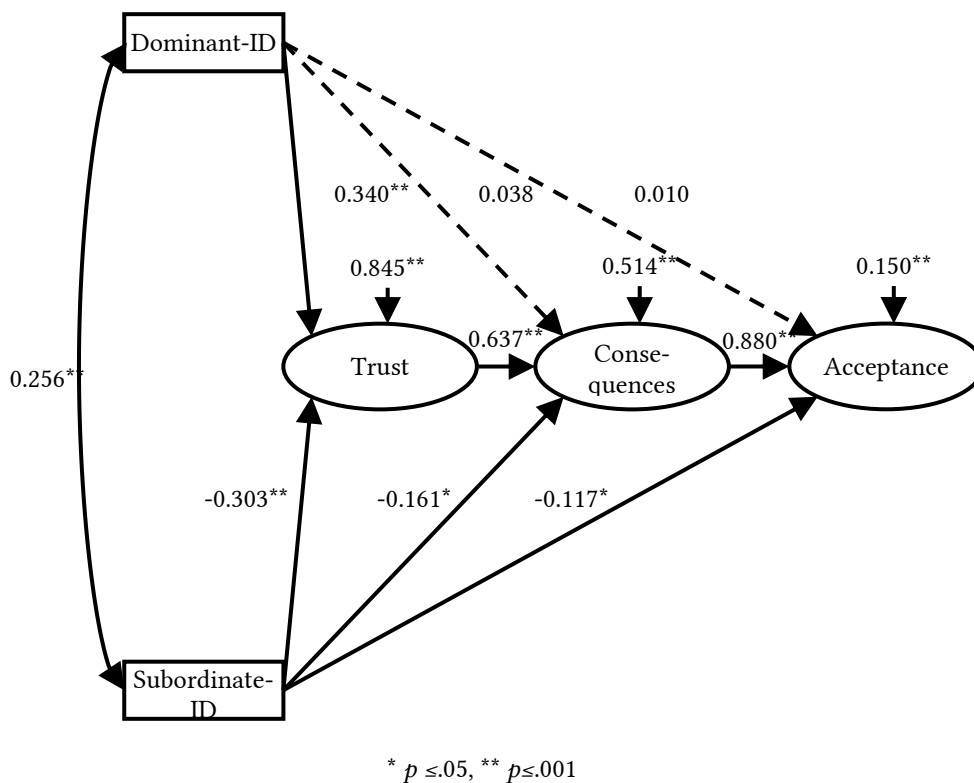 Dominant-ID
0.340** 0.038 0.010
0.845** 0.514** 0.150**
0.637** 0.880**
Trust
Conse-
quences
Acceptance
0.256**
-0.303** -0.161* -0.117*
Subordinate-
ID
* p ≤.05, ** p≤.001